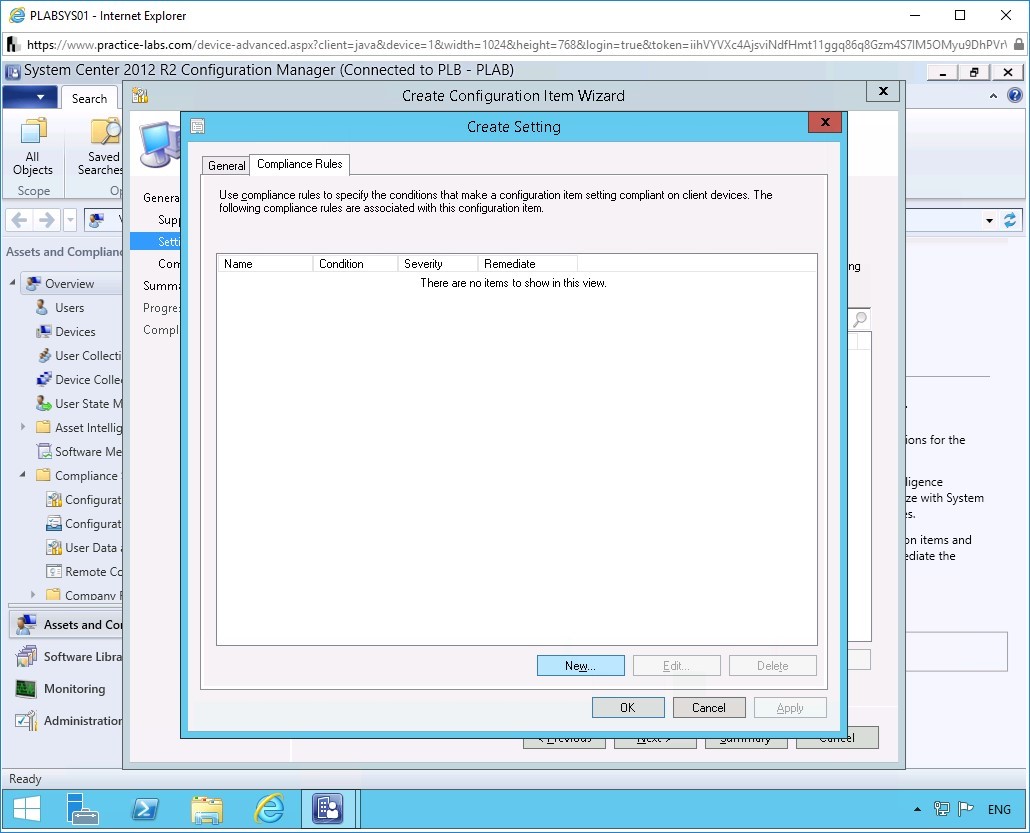 PLABSYS01 - Internet Explorer
https://www.practice-labs.com/device-advanced.aspx?client=java&device=1&width=1024&height=768&login=true&token=
System Center 2012 R2 Configuration Manager (Connected to PLB - PLAB)
Create Configuration Item Wizard
X
Search
Create Setting
X
All
Objects
Saved
Searches
Scope
General
Compliance Rules
Use compliance rules to specify the conditions that make a configuration item setting compliant on client devices. The
following compliance rules are associated with this configuration item.
Name
Condition
Severity
Remediate
There are no items to show in this view.
New...
Edit...
Delete
OK
Cancel
Apply
Genera
Supp
Setti
Com
Summa
Progre
Compl
Assets and Complianc
Overview
Users
Devices
User Collecti
Device Colle
User State M
Asset Intellig
Software Me
Compliance
Configurat
Configurat
User Data a
Remote Co
Company R
Assets and Co
Software Libra
Monitoring
Administration
ng
ions for the
lligence
ze with System
es.
on items and
ediate the
< Previous
Next >
Summary
Cancel
Ready
ENG